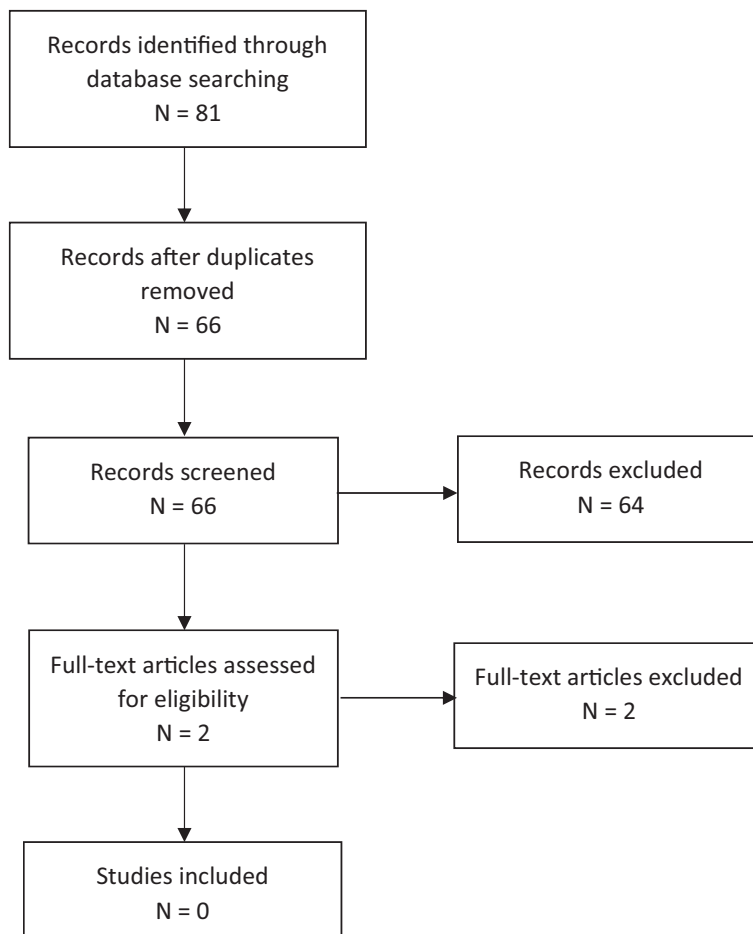 Records identified through
database searching
N = 81
Records after duplicates
removed
N = 66
Records screened
N = 66
Records excluded
N = 64
Full-text articles assessed
for eligibility
N = 2
Full-text articles excluded
N = 2
Studies included
N = 0